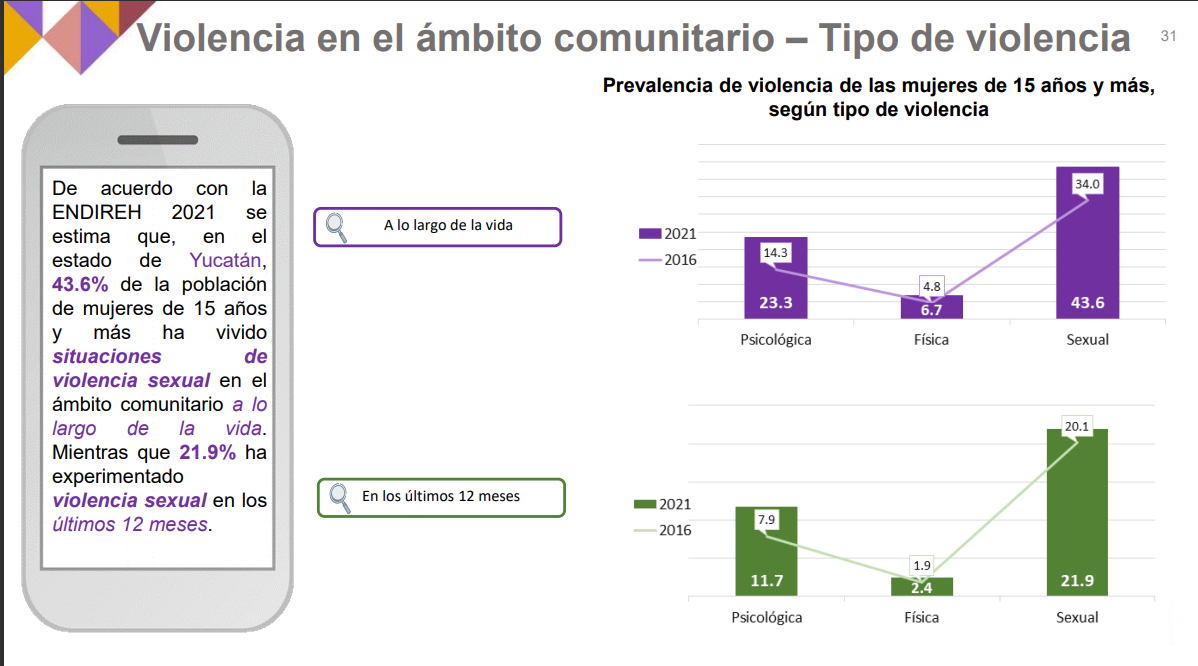 Violencia en el ámbito comunitario – Tipo de violencia
31
Prevalencia de violencia de las mujeres de 15 años y más,
según tipo de violencia
De acuerdo con la
ENDIREH 2021 se
estima que, en el
estado de Yucatán,
43.6% de la población
de mujeres de 15 años
y más ha vivido
situaciones de
violencia sexual en el
ámbito comunitario a lo
largo de la vida.
Mientras que 21.9% ha
experimentado
violencia sexual en los
últimos 12 meses.
A lo largo de la vida
2021
2016
14.3
4.8
34.0
23.3
6.7
43.6
Psicológica
Física
Sexual
En los últimos 12 meses
2021
2016
7.9
1.9
20.1
11.7
2.4
21.9
Psicológica
Física
Sexual